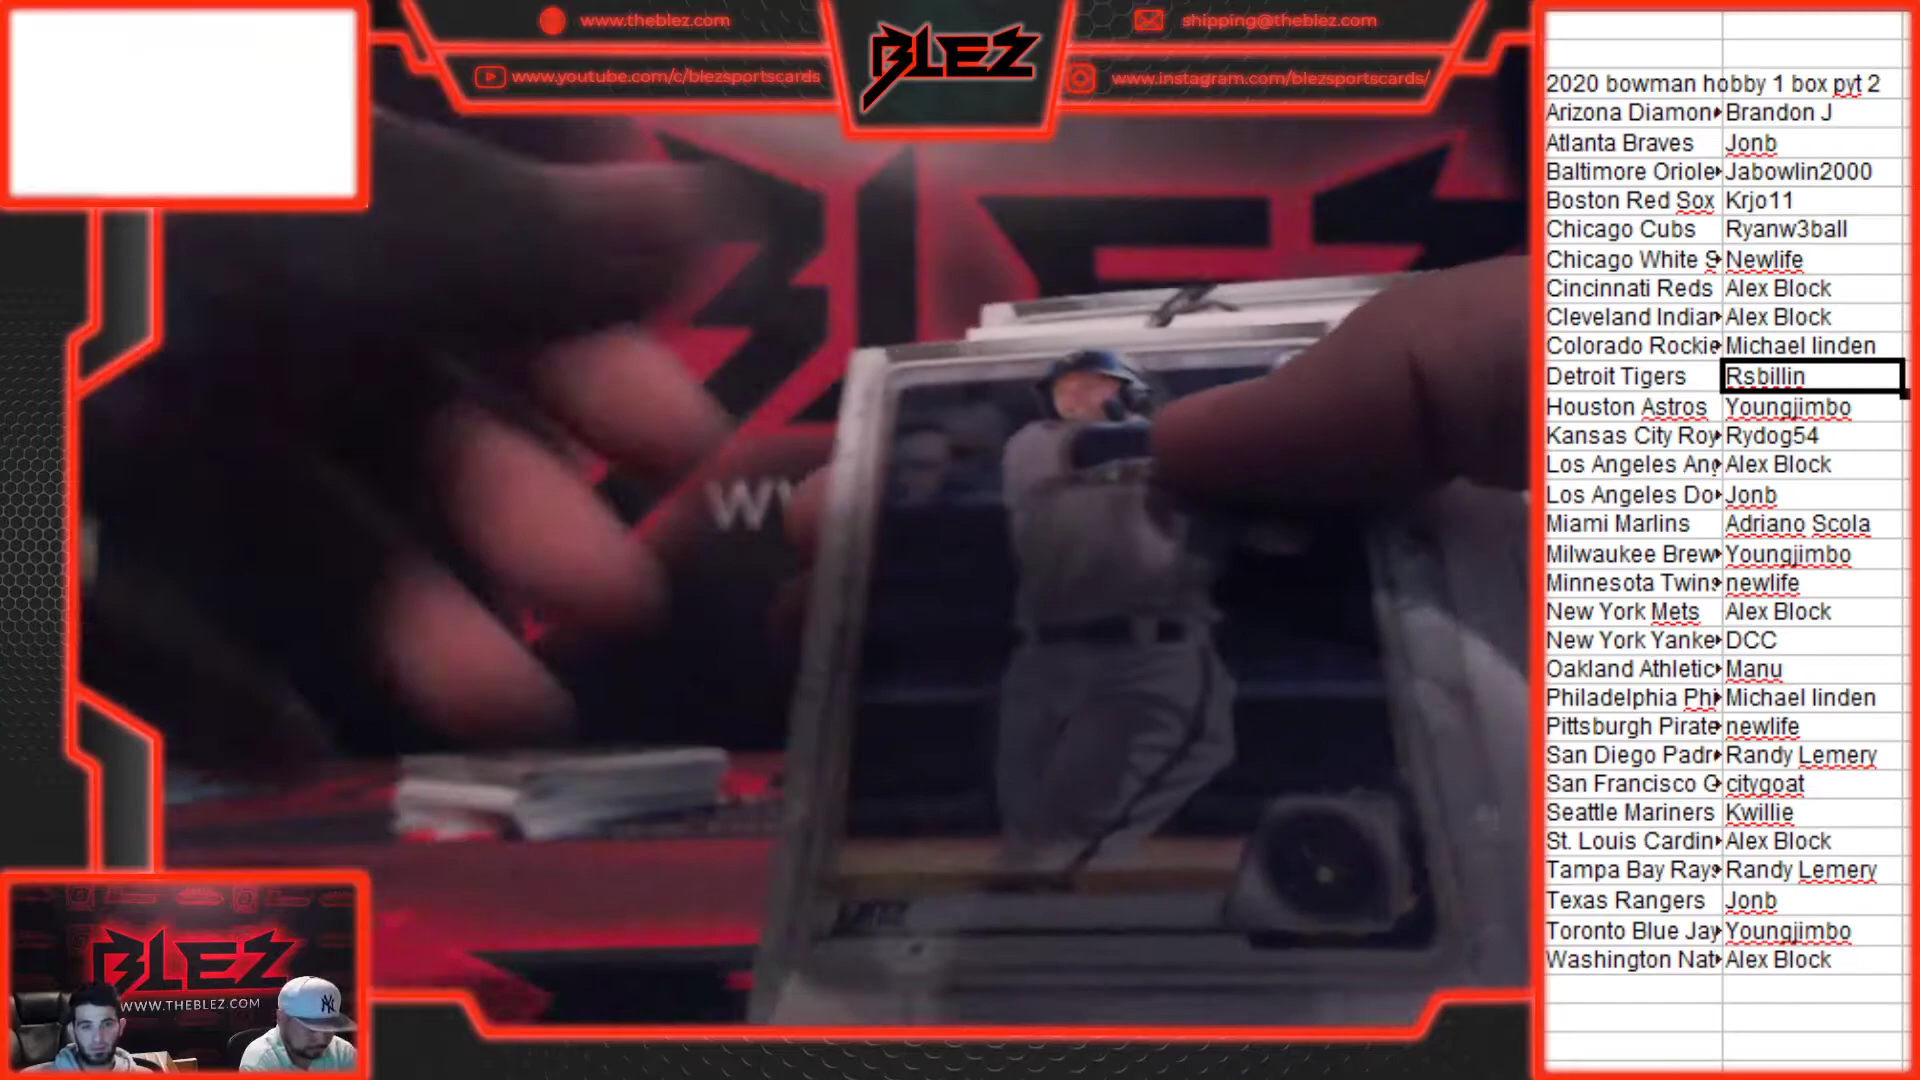 www.theblez.com
www.youtube.com/c/blezsportscards
BLEZ
shipping@theblez.com
www.instagram.com/blezsportscards/
2020 bowman hobby 1 box pyt 2
Arizona Diamon Brandon J
Atlanta Braves Jonb
Baltimore Oriole Jabowlin2000
Boston Red Sox Krjo11
Chicago Cubs Ryanw3ball
Chicago White S Newlife
Cincinnati Reds Alex Block
Cleveland Indian Alex Block
Colorado Rockie Michael linden
Detroit Tigers Rsbillin
Houston Astros Youngjimbo
Kansas City Roy Rydog54
Los Angeles Ang Alex Block
Los Angeles Do Jonb
Miami Marlins Adriano Scola
Milwaukee Brew Youngjimbo
Minnesota Twins newlife
New York Mets Alex Block
New York Yanke DCC
Oakland Athletic Manu
Philadelphia Phi Michael linden
Pittsburgh Pirate newlife
San Diego Padr Randy Lemery
San Francisco G citygoat
Seattle Mariners Kwillie
St. Louis Cardin Alex Block
Tampa Bay Rays Randy Lemery
Texas Rangers Jonb
Toronto Blue Jay Youngjimbo
Washington Nat Alex Block
BLEZ
WWW.THEBLEZ.COM